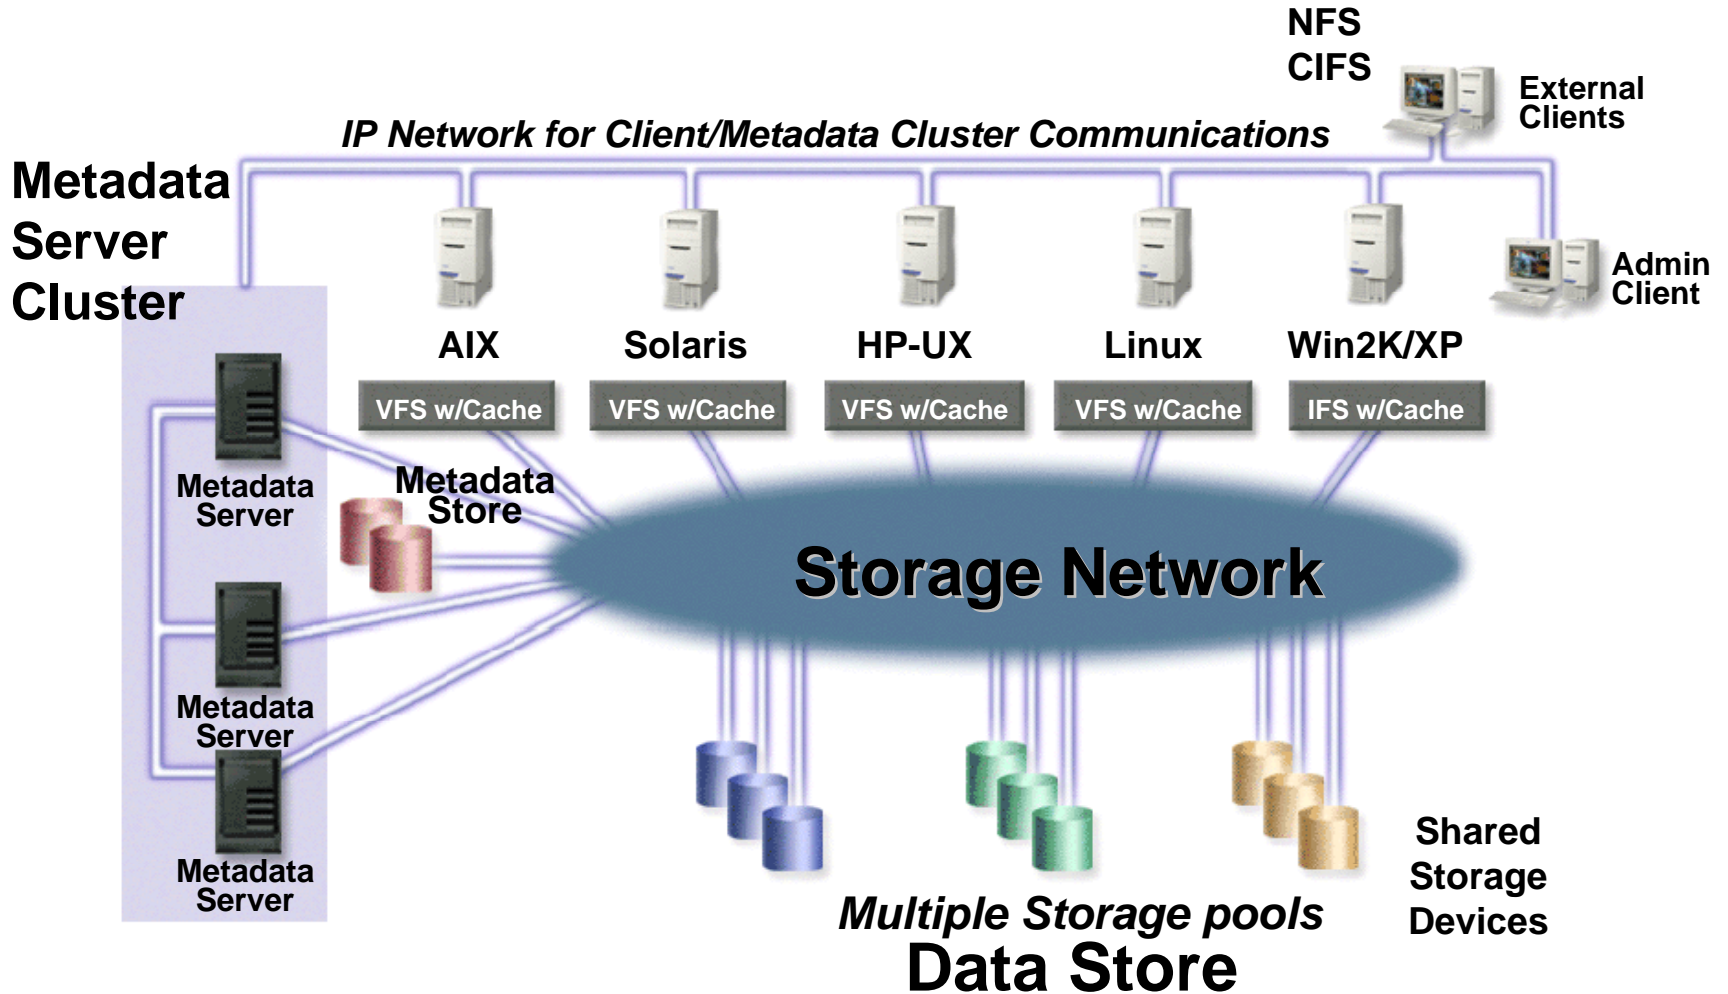 NFS
CIFS
External
Clients
IP Network for Client/Metadata Cluster Communications
Metadata
Server
Cluster
Admin
Client
AIX
Solaris
HP-UX
Linux
Win2K/XP
VFS w/Cache
VFS w/Cache
VFS w/Cache
VFS w/Cache
IFS w/Cache
Metadata
Server
Metadata
Store
Storage Network
Metadata
Server
Metadata
Server
Shared
Storage
Devices
Multiple Storage pools
Data Store